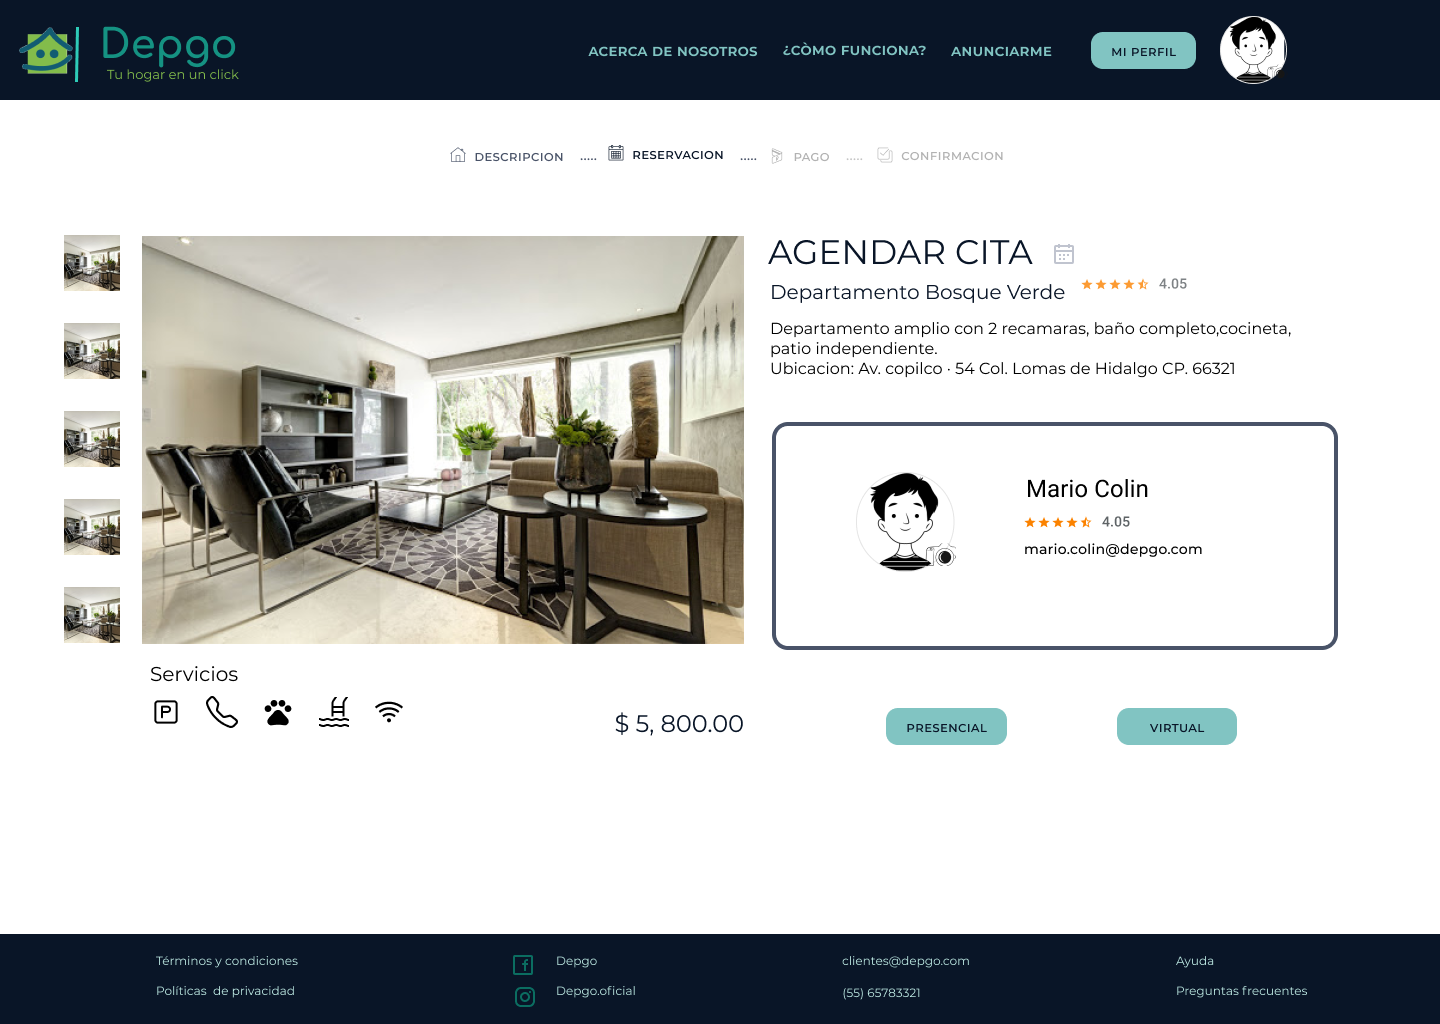 Depgo
Tu hogar en un click
ACERCA DE NOSOTROS
¿CÒMO FUNCIONA?
ANUNCIARME
MI PERFIL
DESCRIPCION ..... RESERVACION ..... PAGO ..... CONFIRMACION
AGENDAR CITA
Departamento Bosque Verde
4.05
Departamento amplio con 2 recamaras, baño completo,cocineta,
patio independiente.
Ubicacion: Av. copilco · 54 Col. Lomas de Hidalgo CP. 66321
Mario Colin
4.05
mario.colin@depgo.com
Servicios
P
$ 5, 800.00
PRESENCIAL
VIRTUAL
Términos y condiciones
Políticas  de privacidad
Depgo
Depgo.oficial
clientes@depgo.com
(55) 65783321
Ayuda
Preguntas frecuentes